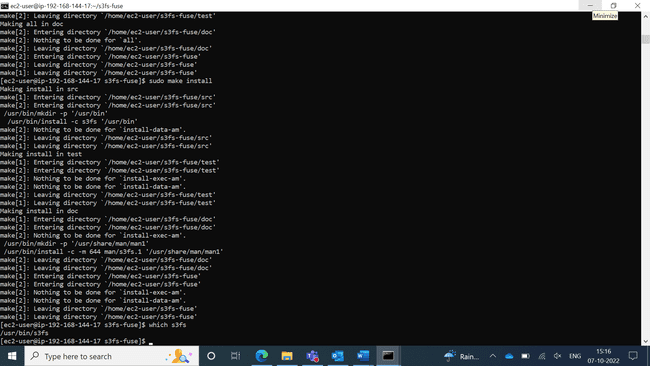 ec2-user@ip-192-168-144-17:~/s3fs-fuse
Minimize
make[2]: Leaving directory `/home/ec2-user/s3fs-fuse/test'
Making all in doc
make[2]: Entering directory `/home/ec2-user/s3fs-fuse/doc'
make[2]: Nothing to be done for `all'.
make[2]: Leaving directory `/home/ec2-user/s3fs-fuse/doc'
make[2]: Entering directory `/home/ec2-user/s3fs-fuse'
make[2]: Leaving directory `/home/ec2-user/s3fs-fuse'
make[1]: Leaving directory `/home/ec2-user/s3fs-fuse'
[ec2-user@ip-192-168-144-17 s3fs-fuse]$ sudo make install
Making install in src
make[1]: Entering directory `/home/ec2-user/s3fs-fuse/src'
make[2]: Entering directory `/home/ec2-user/s3fs-fuse/src'
/usr/bin/mkdir -p '/usr/bin'
/usr/bin/install -c s3fs '/usr/bin'
make[2]: Nothing to be done for `install-data-am'.
make[2]: Leaving directory `/home/ec2-user/s3fs-fuse/src'
make[1]: Leaving directory `/home/ec2-user/s3fs-fuse/src'
Making install in test
make[1]: Entering directory `/home/ec2-user/s3fs-fuse/test'
make[2]: Entering directory `/home/ec2-user/s3fs-fuse/test'
make[2]: Nothing to be done for `install-exec-am'.
make[2]: Nothing to be done for `install-data-am'.
make[2]: Leaving directory `/home/ec2-user/s3fs-fuse/test'
make[1]: Leaving directory `/home/ec2-user/s3fs-fuse/test'
Making install in doc
make[1]: Entering directory `/home/ec2-user/s3fs-fuse/doc'
make[2]: Entering directory `/home/ec2-user/s3fs-fuse/doc'
make[2]: Nothing to be done for `install-exec-am'.
/usr/bin/mkdir -p '/usr/share/man/man1'
/usr/bin/install -c -m 644 man/s3fs.1 '/usr/share/man/man1'
make[2]: Leaving directory `/home/ec2-user/s3fs-fuse/doc'
make[1]: Leaving directory `/home/ec2-user/s3fs-fuse/doc'
make[1]: Entering directory `/home/ec2-user/s3fs-fuse'
make[2]: Entering directory `/home/ec2-user/s3fs-fuse'
make[2]: Nothing to be done for `install-exec-am'.
make[2]: Nothing to be done for `install-data-am'.
make[2]: Leaving directory `/home/ec2-user/s3fs-fuse'
make[1]: Leaving directory `/home/ec2-user/s3fs-fuse'
[ec2-user@ip-192-168-144-17 s3fs-fuse]$ which s3fs
/usr/bin/s3fs
[ec2-user@ip-192-168-144-17 s3fs-fuse]$
Type here to search
Rain...
ENG
15:16
07-10-2022